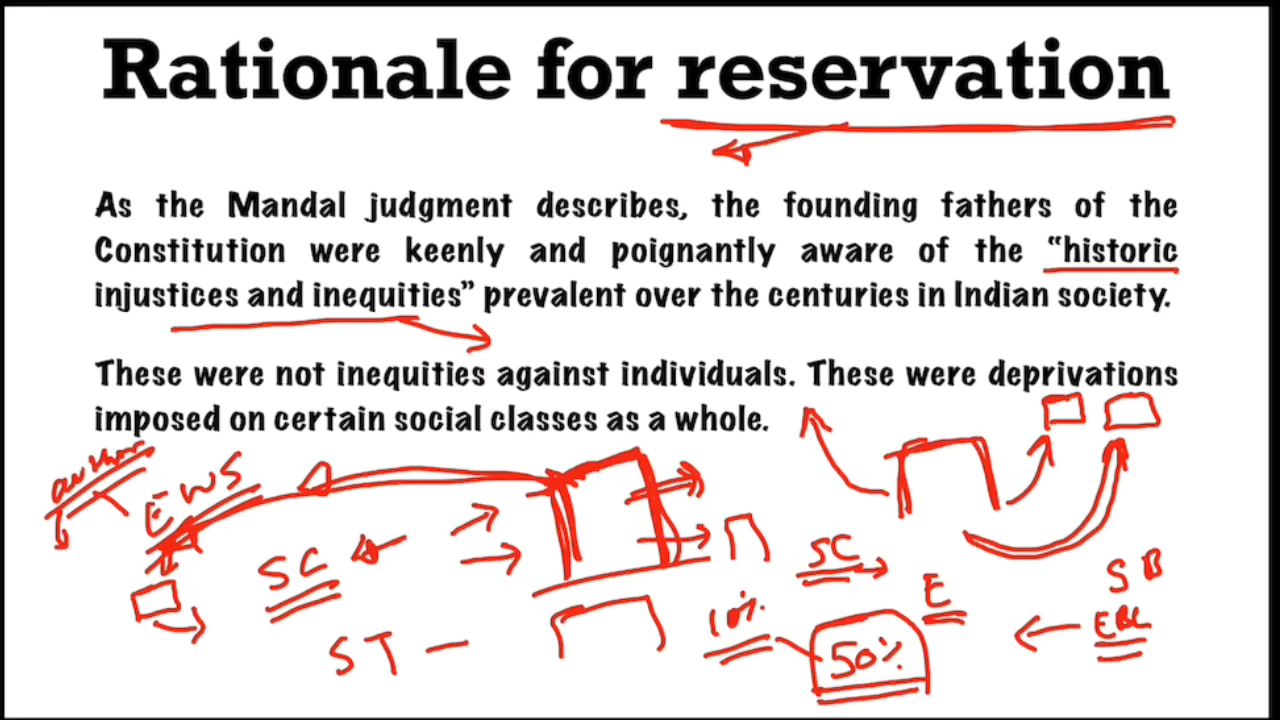 Rationale for reservation
As the Mandal judgment describes, the founding fathers of the
Constitution were keenly and poignantly aware of the “historic
injustices and inequities” prevalent over the centuries in Indian society.
These were not inequities against individuals. These were deprivations
imposed on certain social classes as a whole.
author
EWS
SC
SC
SB
E
EBC
10%
ST
50%